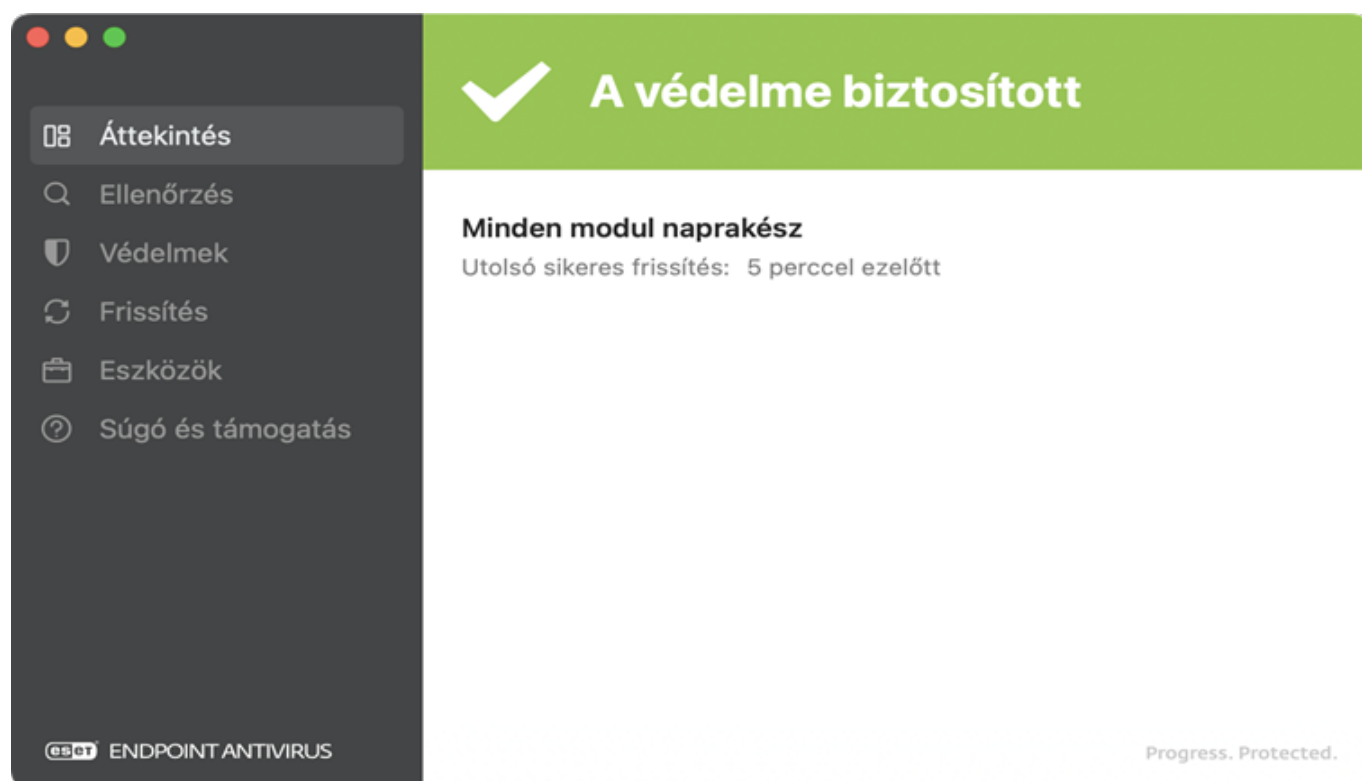 Áttekintés
Ellenőrzés
Védelmek
Frissítés
Eszközök
Súgó és támogatás
eset ENDPOINT ANTIVIRUS
A védelme biztosított
Minden modul naprakész
Utolsó sikeres frissítés: 5 perccel ezelőtt
Progress. Protected.